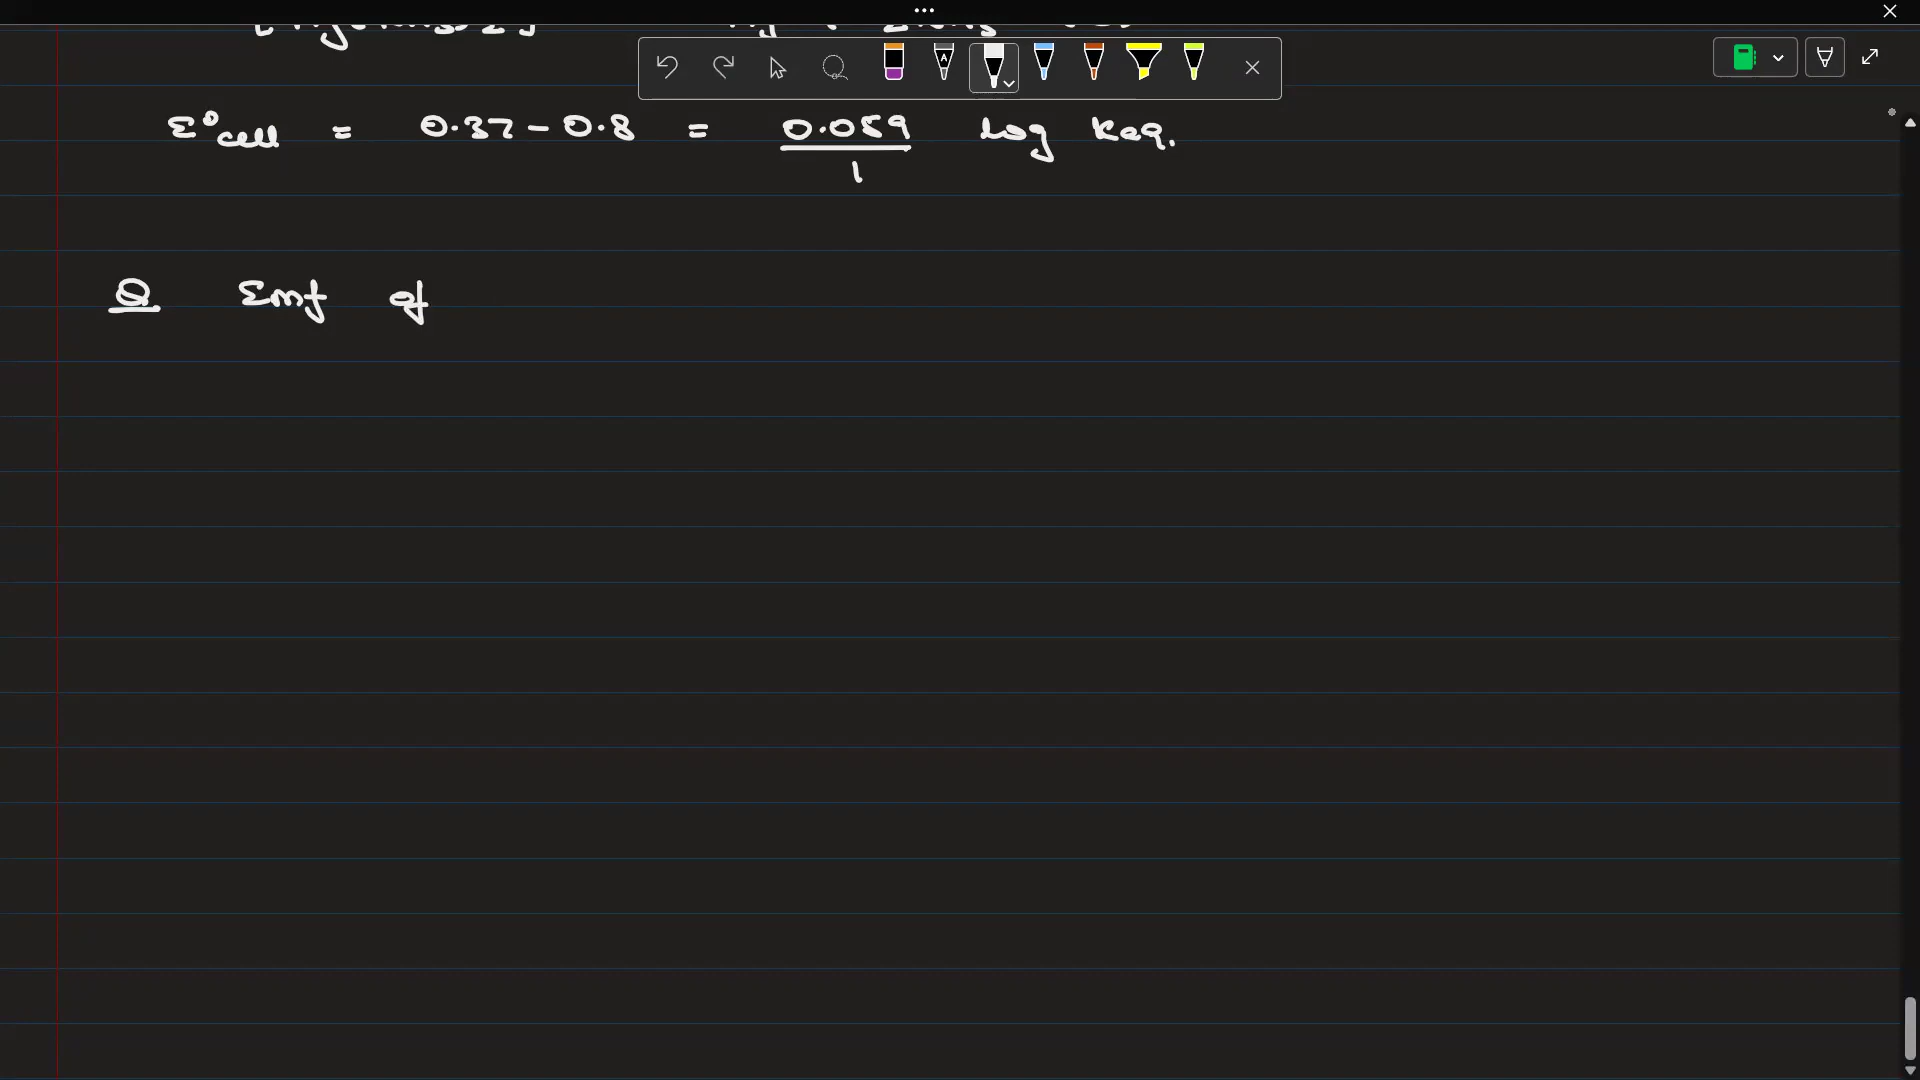 E°cell = 0.37 - 0.8 = 0.059/1 log Keq.
Q. Emf of